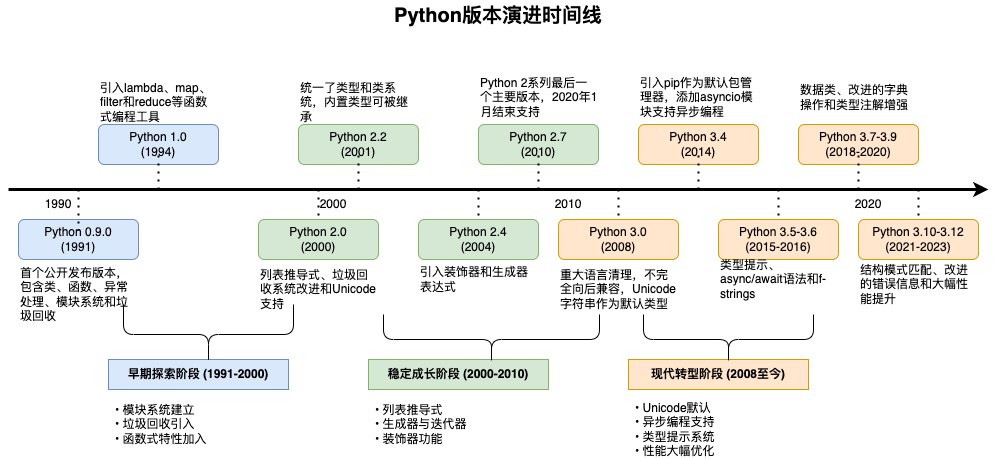 Python版本演进时间线
引入lambda、map、
filter和reduce等函数
式编程工具
统一了类型和类系
统，内置类型可被继
承
Python 2系列最后一
个主要版本，2020年1
月结束支持
引入pip作为默认包管
理器，添加asyncio模
块支持异步编程
数据类、改进的字典
操作和类型注解增强
Python 1.0
(1994)
Python 2.2
(2001)
Python 2.7
(2010)
Python 3.4
(2014)
Python 3.7-3.9
(2018-2020)
1990
2000
2010
2020
Python 0.9.0
(1991)
Python 2.0
(2000)
Python 2.4
(2004)
Python 3.0
(2008)
Python 3.5-3.6
(2015-2016)
Python 3.10-3.12
(2021-2023)
首个公开发布版本，
包含类、函数、异常
处理、模块系统和垃
圾回收
列表推导式、垃圾回
收系统改进和Unicode
支持
引入装饰器和生成器
表达式
重大语言清理，不完
全向后兼容，Unicode
字符串作为默认类型
类型提示、
async/await语法和f-
strings
结构模式匹配、改进
的错误信息和大幅性
能提升
早期探索阶段 (1991-2000)
稳定成长阶段 (2000-2010)
现代转型阶段 (2008至今)
• 模块系统建立
• 垃圾回收引入
• 函数式特性加入
• 列表推导式
• 生成器与迭代器
• 装饰器功能
• Unicode默认
• 异步编程支持
• 类型提示系统
• 性能大幅优化